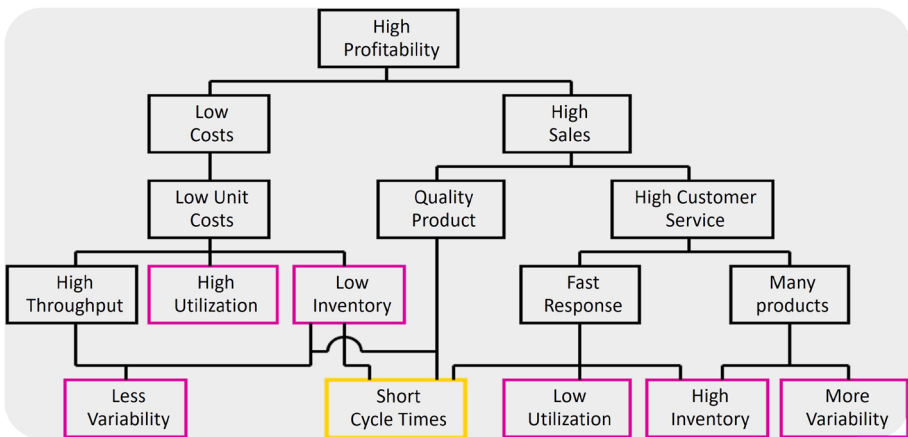 High
Profitability
Low
Costs
High
Sales
Low Unit
Costs
Quality
Product
High Customer
Service
High
Throughput
High
Utilization
Low
Inventory
Fast
Response
Many
products
Less
Variability
Short
Cycle Times
Low
Utilization
High
Inventory
More
Variability